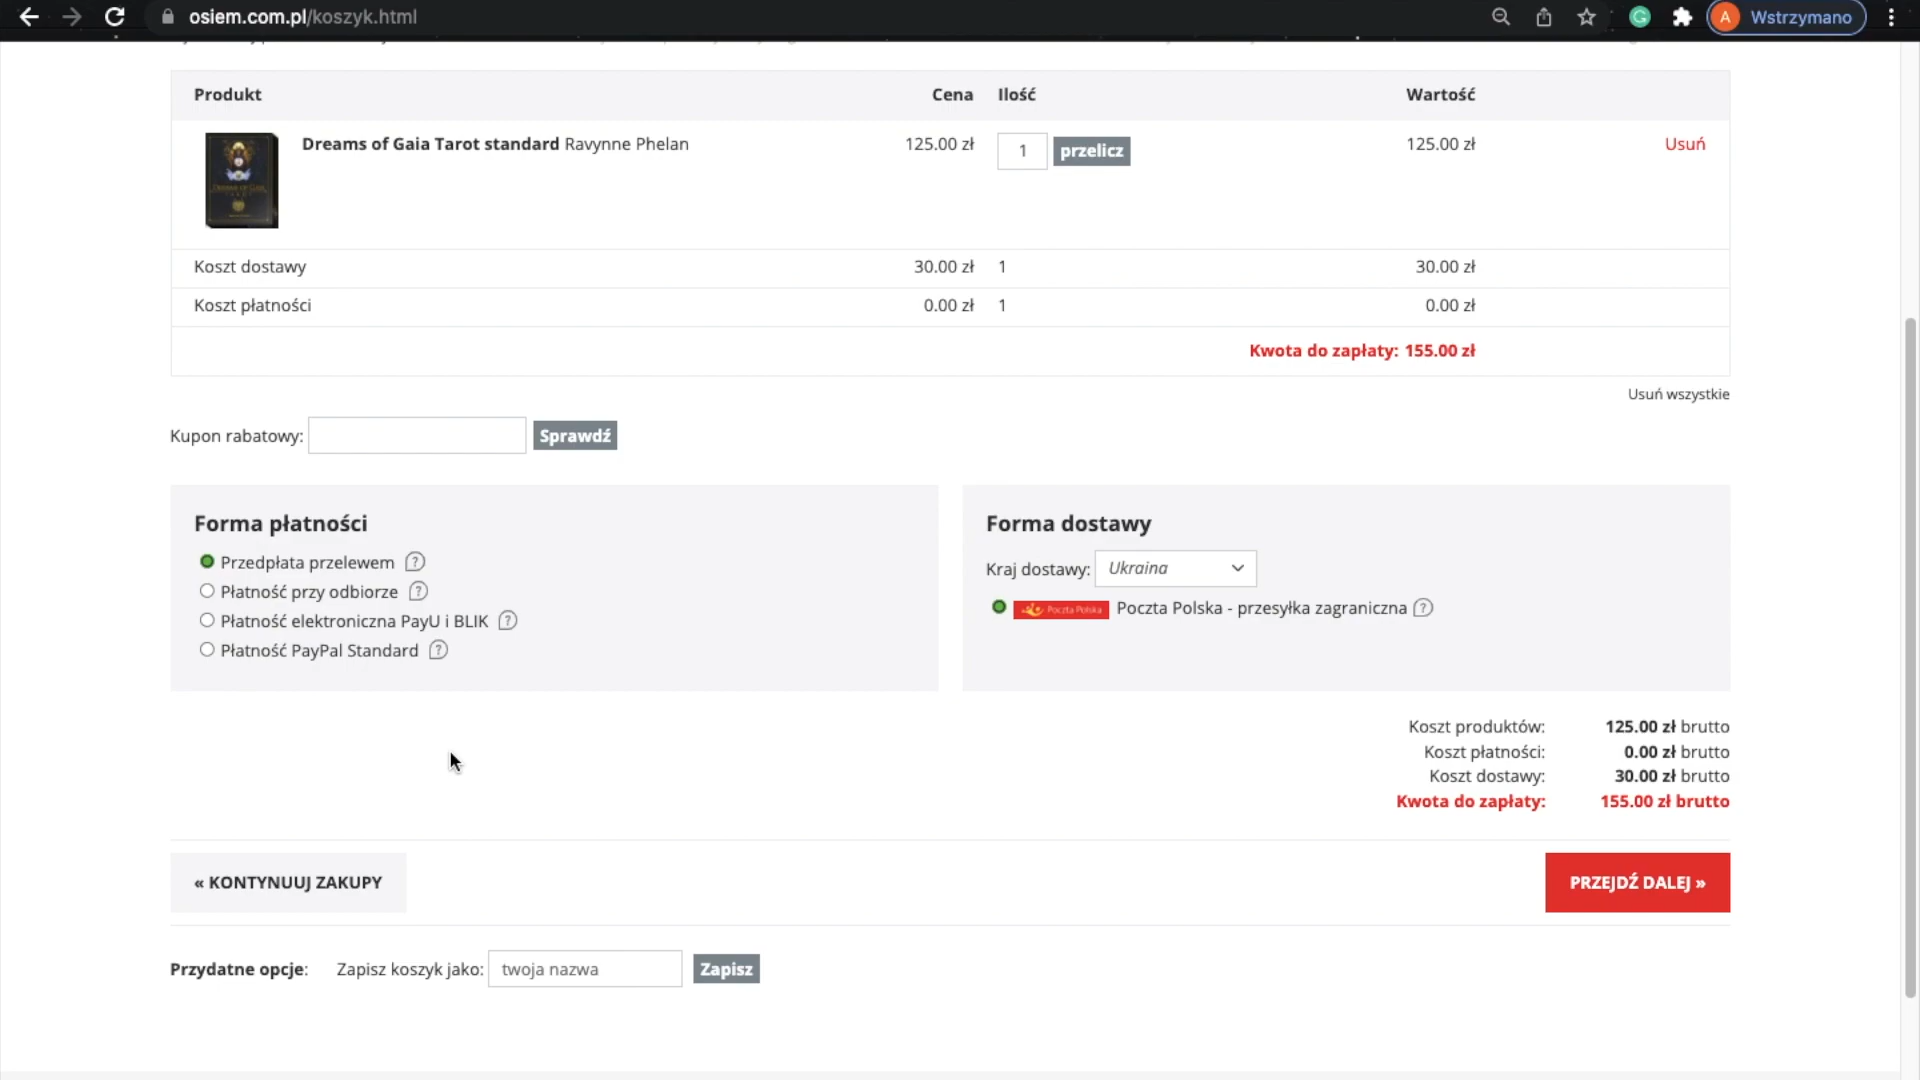 osiem.com.pl/koszyk.html
A Wstrzymano
Produkt Cena Ilość Wartość
Dreams of Gaia Tarot standard Ravynne Phelan 125.00 zł 1 przelicz 125.00 zł Usuń
DREAMS OF GAIA
TAROT
Koszt dostawy 30.00 zł 1 30.00 zł
Koszt płatności 0.00 zł 1 0.00 zł
Kwota do zapłaty: 155.00 zł
Usuń wszystkie
Kupon rabatowy: Sprawdź
Forma płatności
Przedpłata przelewem ?
Płatność przy odbiorze ?
Płatność elektroniczna PayU i BLIK ?
Płatność PayPal Standard ?
Forma dostawy
Kraj dostawy: Ukraina
Poczta Polska Poczta Polska - przesyłka zagraniczna ?
Koszt produktów: 125.00 zł brutto
Koszt płatności: 0.00 zł brutto
Koszt dostawy: 30.00 zł brutto
Kwota do zapłaty: 155.00 zł brutto
« KONTYNUUJ ZAKUPY
PRZEJDŹ DALEJ »
Przydatne opcje: Zapisz koszyk jako: twoja nazwa Zapisz